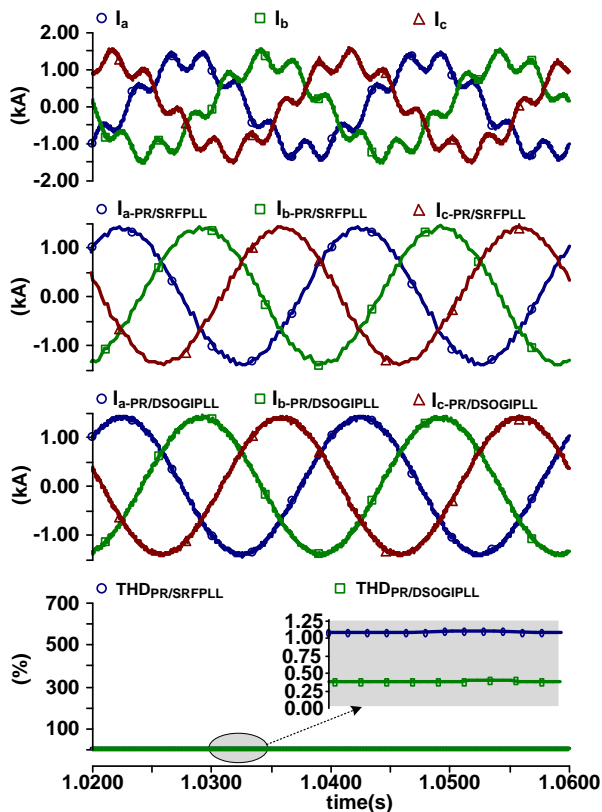 Ia Ib Ic
2.00
1.00
0.00
-1.00
-2.00
(kA)
Ia-PR/SRFPLL Ib-PR/SRFPLL Ic-PR/SRFPLL
1.00
0.00
-1.00
(kA)
Ia-PR/DSOGIPLL Ib-PR/DSOGIPLL Ic-PR/DSOGIPLL
1.00
0.00
-1.00
(kA)
THDPR/SRFPLL THDPR/DSOGIPLL
700
500
300
100
(%)
1.25
1.00
0.75
0.50
0.25
0.00
1.0200 1.0300 1.0400 1.0500 1.0600
time(s)